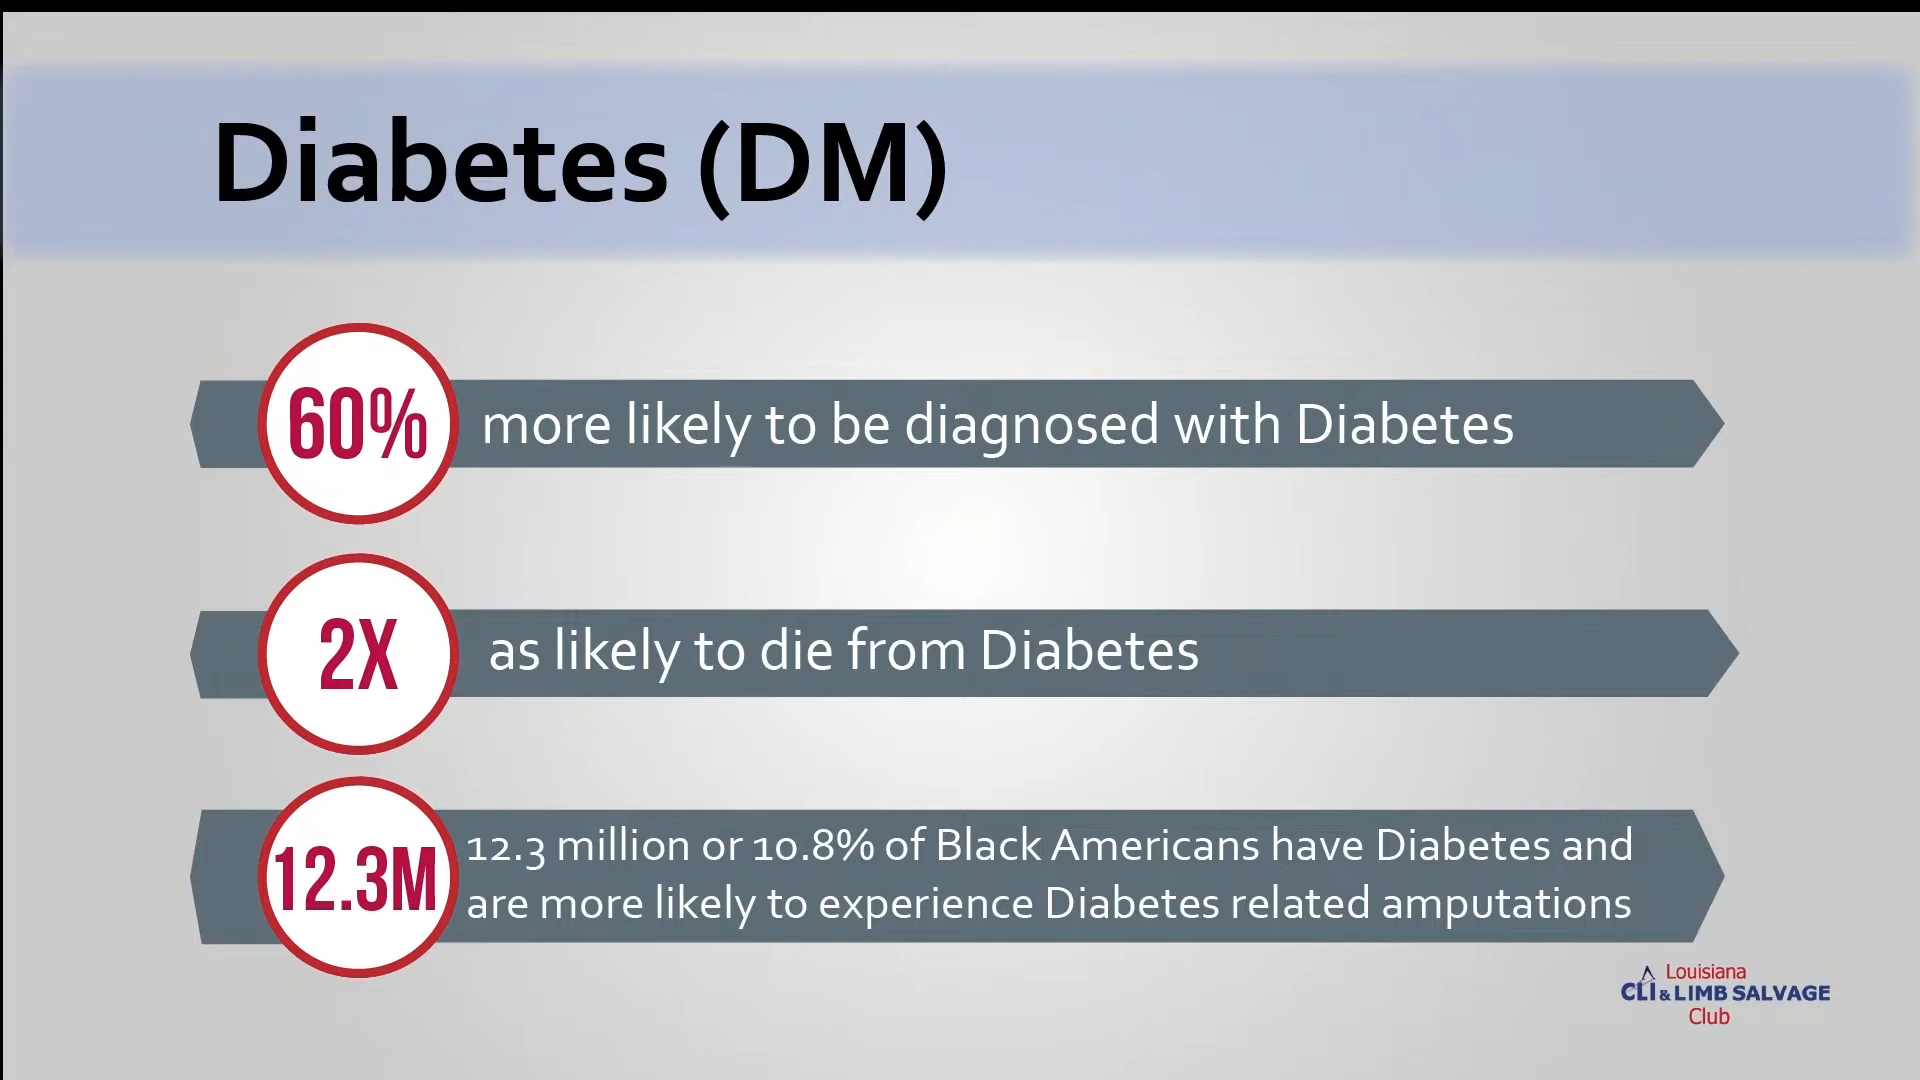 Diabetes (DM)
60% more likely to be diagnosed with Diabetes
2X as likely to die from Diabetes
12.3M
12.3 million or 10.8% of Black Americans have Diabetes and
are more likely to experience Diabetes related amputations
Louisiana
CLI & LIMB SALVAGE
Club